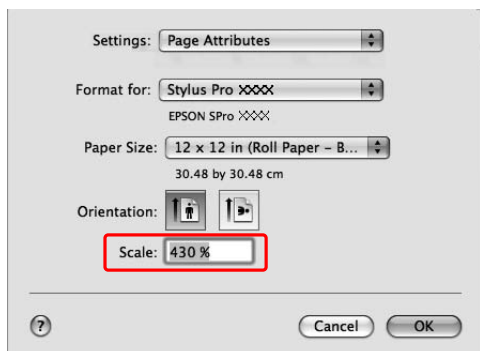 Settings: Page Attributes
Format for: Stylus Pro XXXX
EPSON SPro XXXX
Paper Size: 12 x 12 in (Roll Paper – B...
30.48 by 30.48 cm
Orientation:
Scale: 430 %
? Cancel OK